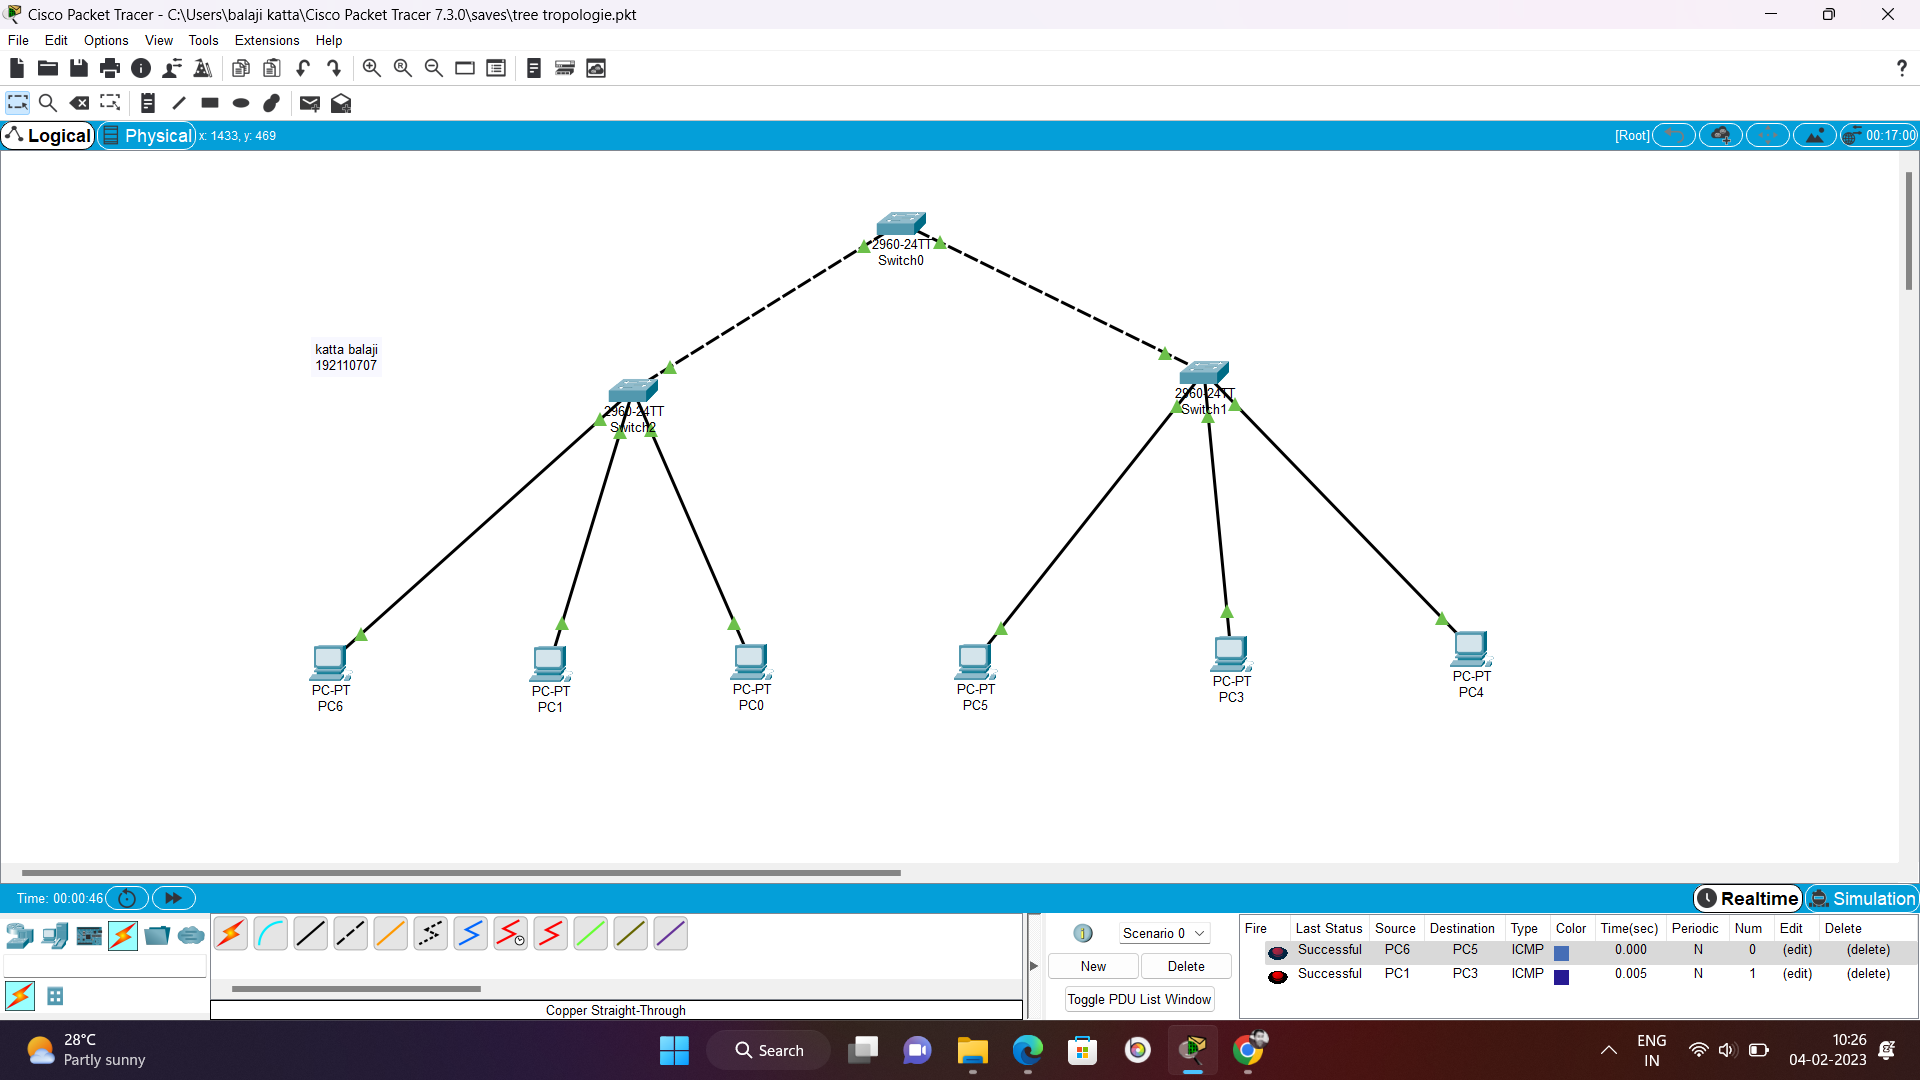 Cisco Packet Tracer - C:\Users\balaji katta\Cisco Packet Tracer 7.3.0\saves\tree tropologie.pkt
File Edit Options View Tools Extensions Help
?
Logical Physical x: 1433, y: 469 [Root] 00:17:00
2960-24TT
Switch0
katta balaji
192110707
2960-24TT
Switch2
2960-24TT
Switch1
PC-PT
PC6
PC-PT
PC1
PC-PT
PC0
PC-PT
PC5
PC-PT
PC3
PC-PT
PC4
Time: 00:00:46 Realtime Simulation
Copper Straight-Through
Scenario 0
New Delete
Toggle PDU List Window
Fire Last Status Source Destination Type Color Time(sec) Periodic Num Edit Delete
Successful PC6 PC5 ICMP 0.000 N 0 (edit) (delete)
Successful PC1 PC3 ICMP 0.005 N 1 (edit) (delete)
28°C
Partly sunny
Search
ENG
IN
10:26
04-02-2023